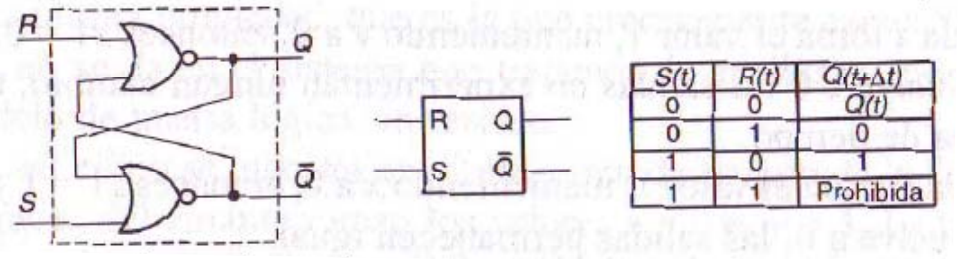 R
Q
S
Q̄
R Q
S Q̄
S(t) R(t) Q(t+Δt)
0 0 Q(t)
0 1 0
1 0 1
1 1 Prohibida